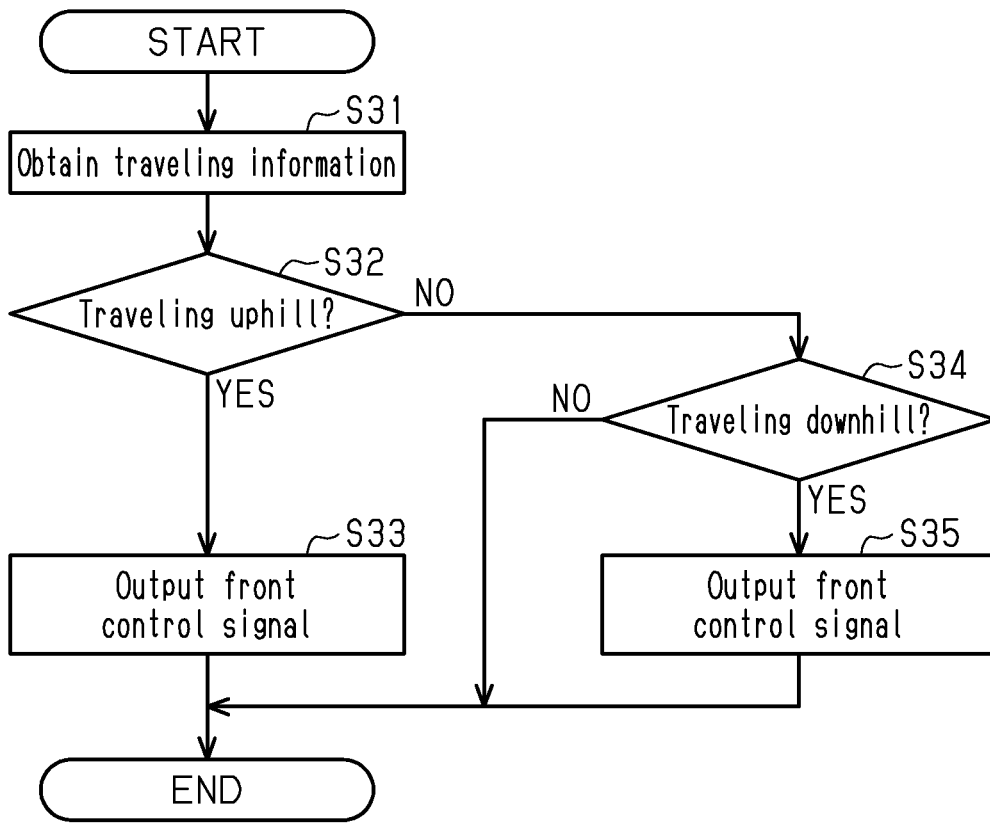 START
S31
Obtain traveling information
S32
Traveling uphill?
NO
YES
S34
NO
Traveling downhill?
YES
S33
Output front
control signal
S35
Output front
control signal
END